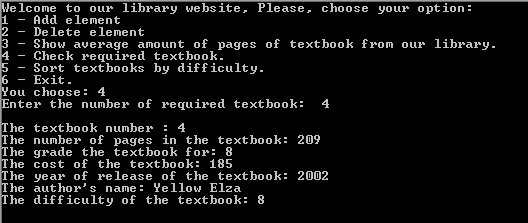 Welcome to our library website, Please, choose your option:
1 - Add element
2 - Delete element
3 - Show average amount of pages of textbook from our library.
4 - Check required textbook.
5 - Sort textbooks by difficulty.
6 - Exit.
You choose: 4
Enter the number of required textbook:  4
The textbook number : 4
The number of pages in the textbook: 209
The grade the textbook for: 8
The cost of the textbook: 185
The year of release of the textbook: 2002
The author's name: Yellow Elza
The difficulty of the textbook: 8